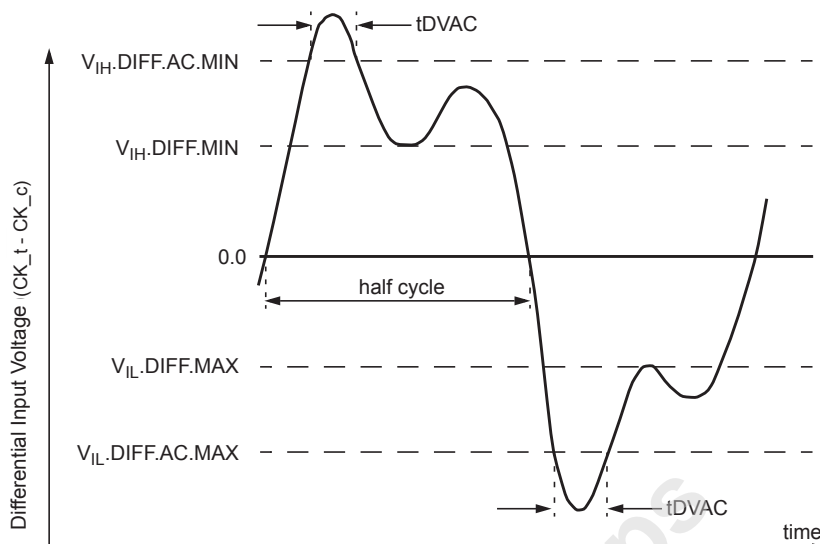 tDVAC
VIH.DIFF.AC.MIN
VIH.DIFF.MIN
0.0
half cycle
VIL.DIFF.MAX
VIL.DIFF.AC.MAX
tDVAC
time
Differential Input Voltage (CK_t - CK_c)